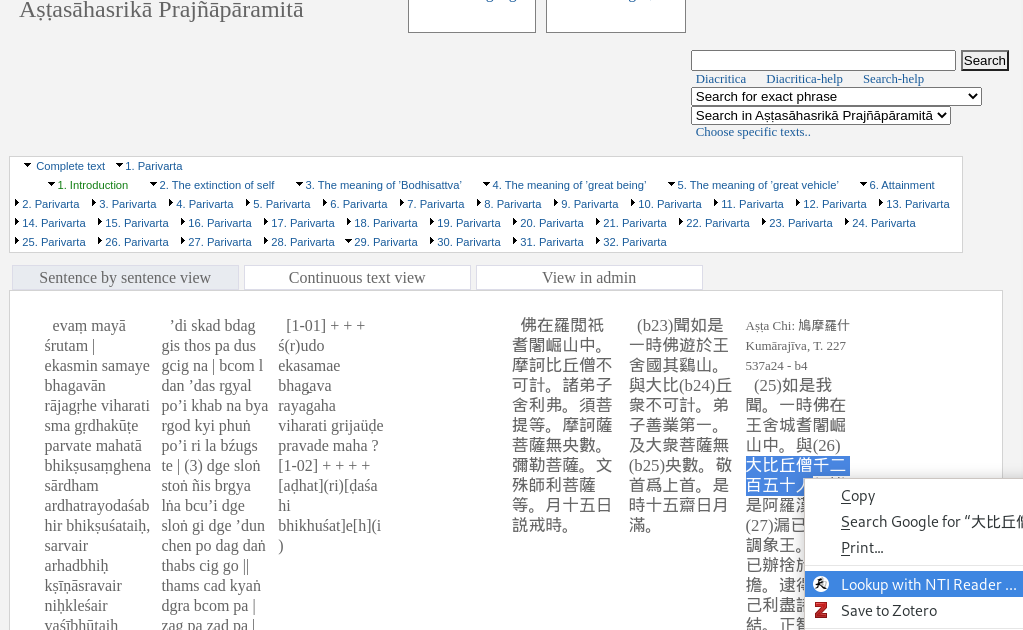 Aṣṭasāhasrikā Prajñāpāramitā
Search
Diacritica Diacritica-help Search-help
Search for exact phrase
Search in Aṣṭasāhasrikā Prajñāpāramitā
Choose specific texts..
Complete text 1. Parivarta
1. Introduction 2. The extinction of self 3. The meaning of 'Bodhisattva' 4. The meaning of 'great being' 5. The meaning of 'great vehicle' 6. Attainment
2. Parivarta 3. Parivarta 4. Parivarta 5. Parivarta 6. Parivarta 7. Parivarta 8. Parivarta 9. Parivarta 10. Parivarta 11. Parivarta 12. Parivarta 13. Parivarta
14. Parivarta 15. Parivarta 16. Parivarta 17. Parivarta 18. Parivarta 19. Parivarta 20. Parivarta 21. Parivarta 22. Parivarta 23. Parivarta 24. Parivarta
25. Parivarta 26. Parivarta 27. Parivarta 28. Parivarta 29. Parivarta 30. Parivarta 31. Parivarta 32. Parivarta
Sentence by sentence view Continuous text view View in admin
evaṃ mayā
śrutam |
ekasmin samaye
bhagavān
rājagṛhe viharati
sma gṛdhakūṭe
parvate mahatā
bhikṣusaṃghena
sārdham
ardhatrayodaśab
hir bhikṣuśataiḥ,
sarvair
arhadbhiḥ
kṣīṇāsravair
niḥkleśair
vaśībhūtaiḥ
’di skad bdag
gis thos pa dus
gcig na | bcom l
dan ’das rgyal
po’i khab na bya
rgod kyi phuṅ
po’i ri la bźugs
te | (3) dge sloṅ
stoṅ ñis brgya
lṅa bcu’i dge
sloṅ gi dge ’dun
chen po dag daṅ
thabs cig go ||
thams cad kyaṅ
dgra bcom pa |
zag pa zad pa |
[1-01] + + +
ś(r)udo
ekasamae
bhagava
rayagaha
viharati grijaüḍe
pravade maha ?
[1-02] + + + +
[aḍhat](ri)[ḍaśa
hi
bhikhuśat]e[h](i
)
佛在羅閲祇
耆闍崛山中。
摩訶比丘僧不
可計。諸弟子
舍利弗。須菩
提等。摩訶薩
菩薩無央數。
彌勒菩薩。文
殊師利菩薩
等。月十五日
説戒時。
(b23)聞如是
一時佛遊於王
舍國其鷄山。
與大比(b24)丘
衆不可計。弟
子善業第一。
及大衆菩薩無
(b25)央數。敬
首爲上首。是
時十五齋日月
滿。
Aṣṭa Chi: 鳩摩羅什
Kumārajīva, T. 227
537a24 - b4
(25)如是我
聞。一時佛在
王舍城耆闍崛
山中。與(26)
大比丘僧千二
百五十人
是阿羅
(27)漏已
調象王。
已辦捨
擔。逮得
己利盡
結。正
Copy
Search Google for “大比丘
Print...
Lookup with NTI Reader ...
Save to Zotero